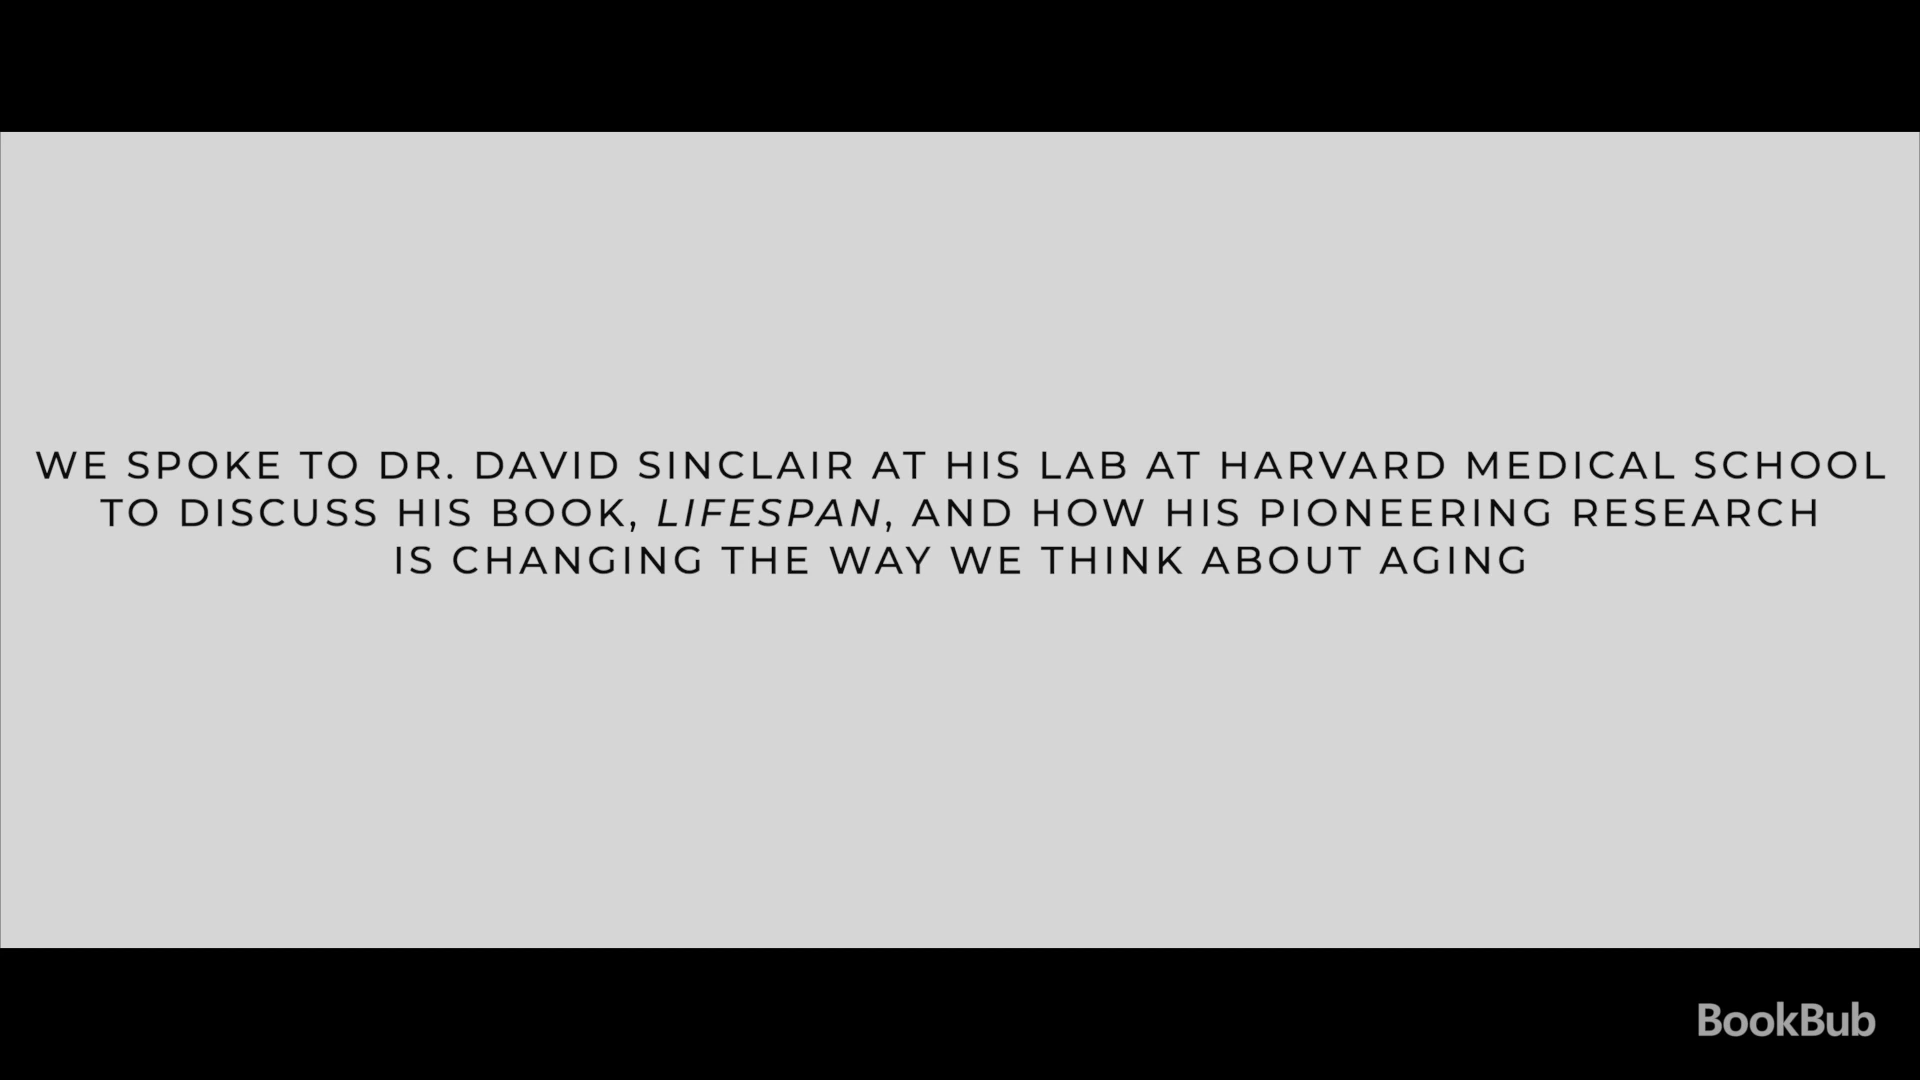 WE SPOKE TO DR. DAVID SINCLAIR AT HIS LAB AT HARVARD MEDICAL SCHOOL
TO DISCUSS HIS BOOK, LIFESPAN, AND HOW HIS PIONEERING RESEARCH
IS CHANGING THE WAY WE THINK ABOUT AGING
BookBub